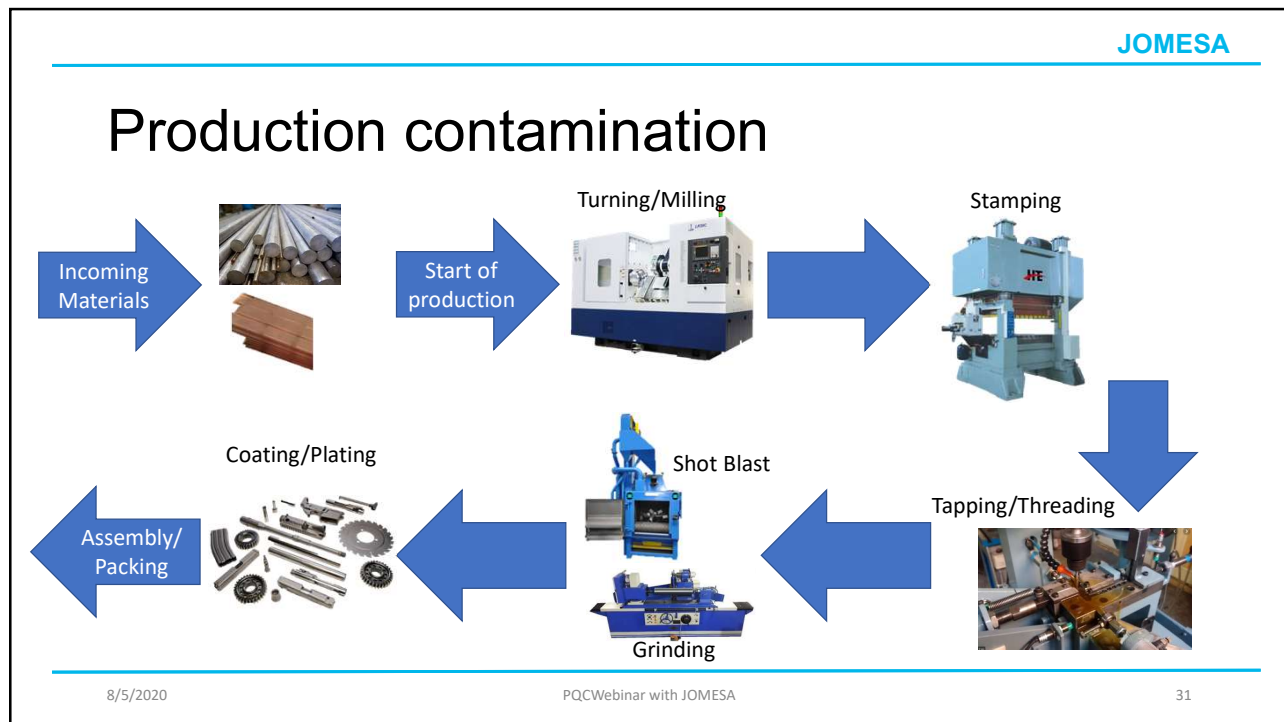 JOMESA
Production contamination
Incoming
Materials
Start of
production
Turning/Milling
Stamping
HE
Tapping/Threading
Shot Blast
Grinding
Coating/Plating
Assembly/
Packing
8/5/2020
PQCWebinar with JOMESA
31